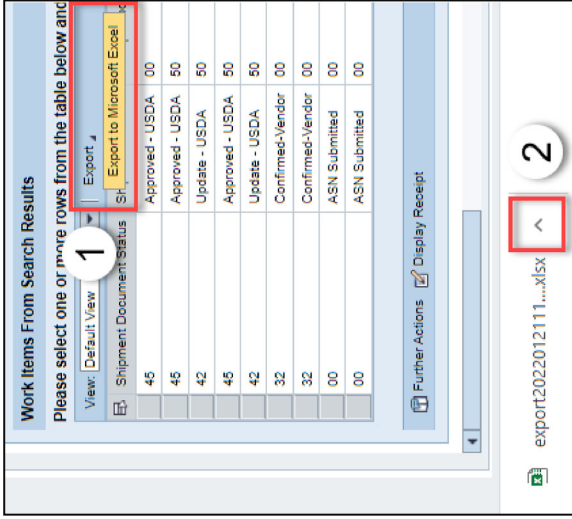 Work Items From Search Results
Please select one or more rows from the table below and
View: Default View Export
Export to Microsoft Excel
Shipment Document Status
45 Approved - USDA 00
45 Approved - USDA 50
42 Update - USDA 50
45 Approved - USDA 50
42 Update - USDA 50
32 Confirmed-Vendor 00
32 Confirmed-Vendor 00
00 ASN Submitted 00
00 ASN Submitted 00
Further Actions Display Receipt
1
export2022012111....xlsx
2